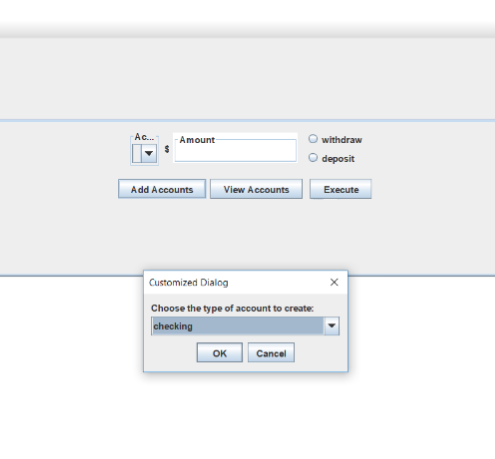 Ac...
Amount
$
withdraw
deposit
Add Accounts
View Accounts
Execute
Customized Dialog
Choose the type of account to create:
checking
OK
Cancel